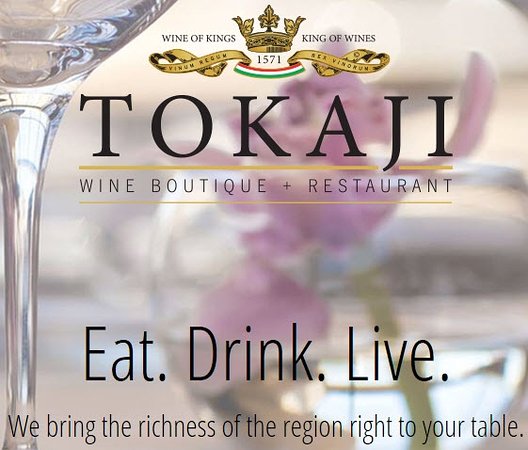 WINE OF KINGS KING OF WINES
1571
VINUM REGUM REX VINORUM
TOKAJI
WINE BOUTIQUE + RESTAURANT
Eat. Drink. Live.
We bring the richness of the region right to your table.